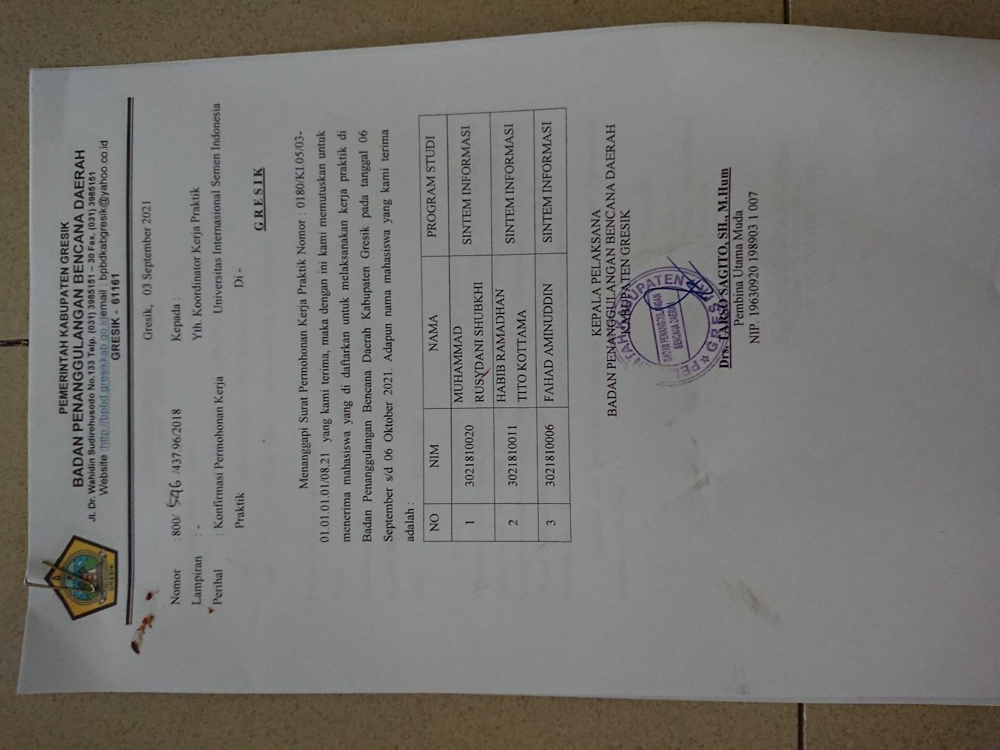 PEMERINTAH KABUPATEN GRESIK
BADAN PENANGGULANGAN BENCANA DAERAH
Jl. Dr. Wahidin Sudirohusodo No.133 Telp. (031) 3985151 – 30 Fax. (031) 3985151
Website :http://bpbd.gresikkab.go.idemail : bpbdkabgresik@yahoo.co.id
GRESIK - 61161
GRESIK
Gresik, 03 September 2021
Nomor : 800/ 596 /437.96/2018
Kepada :
Lampiran : -
Yth. Koordinator Kerja Praktik
Perihal : Konfirmasi Permohonan Kerja
Universitas Internasional Semen Indonesia
Praktik
Di -
GRESIK
Menanggapi Surat Permohonan Kerja Praktik Nomor : 0180/KI.05/03-
01.01.01.01/08.21 yang kami terima, maka dengan ini kami memutuskan untuk
menerima mahasiswa yang di daftarkan untuk melaksanakan kerja praktik di
Badan Penanggulangan Bencana Daerah Kabupaten Gresik pada tanggal 06
September s/d 06 Oktober 2021. Adapun nama mahasiswa yang kami terima
adalah :
NO NIM NAMA PROGRAM STUDI
1 3021810020 MUHAMMAD RUSYDANI SHUBKHI SINTEM INFORMASI
2 3021810011 HABIB RAMADHAN TITO KOTTAMA SINTEM INFORMASI
3 3021810006 FAHAD AMINUDDIN SINTEM INFORMASI
KEPALA PELAKSANA
BADAN PENANGGULANGAN BENCANA DAERAH
KABUPATEN GRESIK
BADAN PENANGGULANGAN
BENCANA DAERAH
GRESIK
Drs. TARSO SAGITO, SH., M.Hum
Pembina Utama Muda
NIP. 19630920 198903 1 007